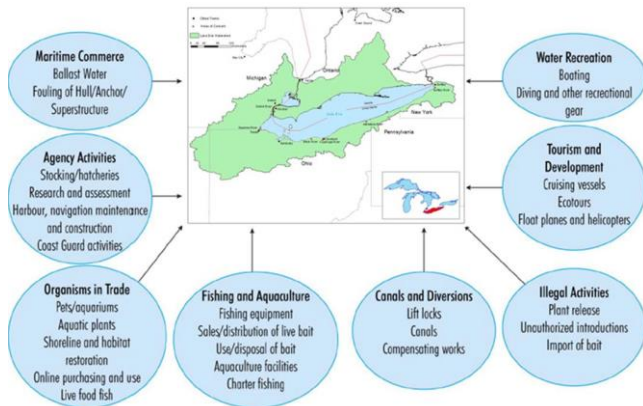 Maritime Commerce
Ballast Water
Fouling of Hull/Anchor/
Superstructure
Water Recreation
Boating
Diving and other recreational
gear
Michigan
Ontario
New York
Pennsylvania
Ohio
Agency Activities
Stocking/hatcheries
Research and assessment
Harbour, navigation maintenance
and construction
Coast Guard activities
Tourism and
Development
Cruising vessels
Ecotours
Float planes and helicopters
Organisms in Trade
Pets/aquariums
Aquatic plants
Shoreline and habitat
restoration
Online purchasing and use
Live food fish
Fishing and Aquaculture
Fishing equipment
Sales/distribution of live bait
Use/disposal of bait
Aquaculture facilities
Charter fishing
Canals and Diversions
Lift locks
Canals
Compensating works
Illegal Activities
Plant release
Unauthorized introductions
Import of bait